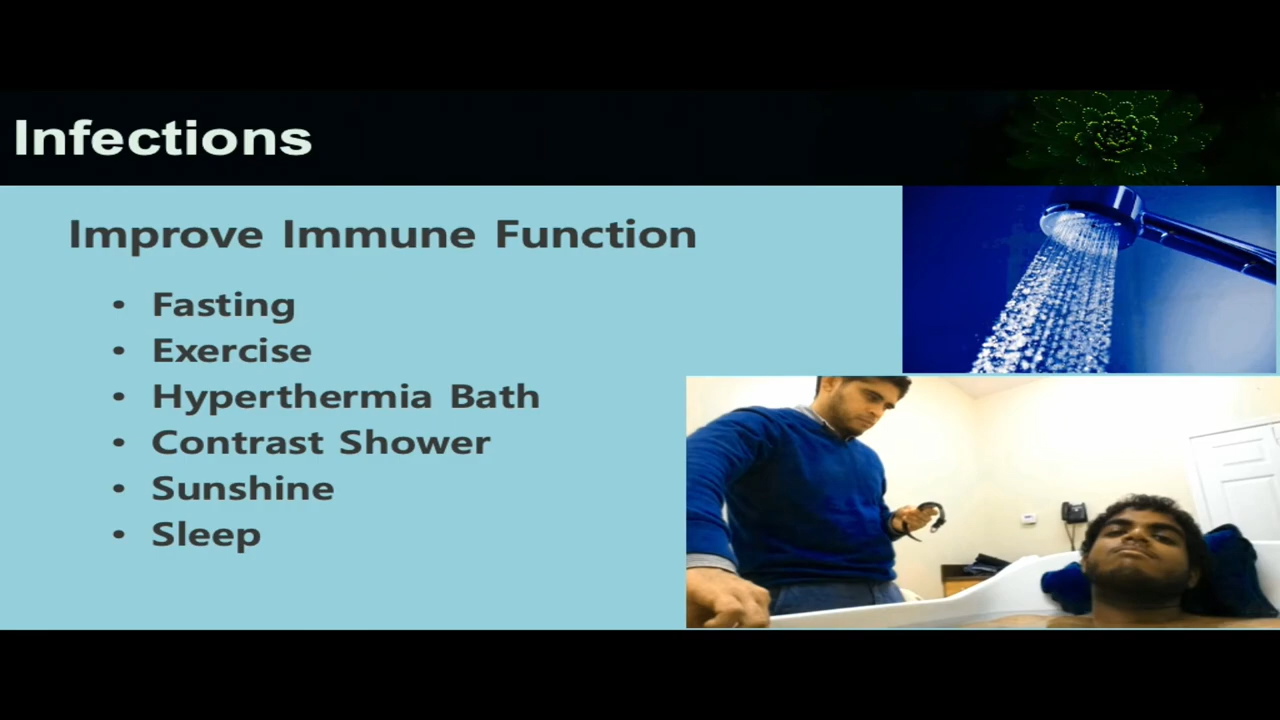 Infections
Improve Immune Function
• Fasting
• Exercise
• Hyperthermia Bath
• Contrast Shower
• Sunshine
• Sleep